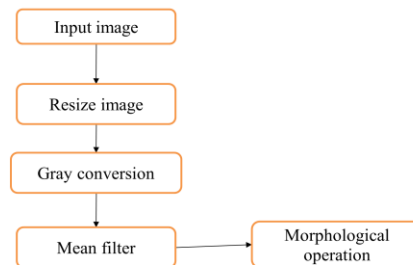 Input image
Resize image
Gray conversion
Mean filter
Morphological
operation